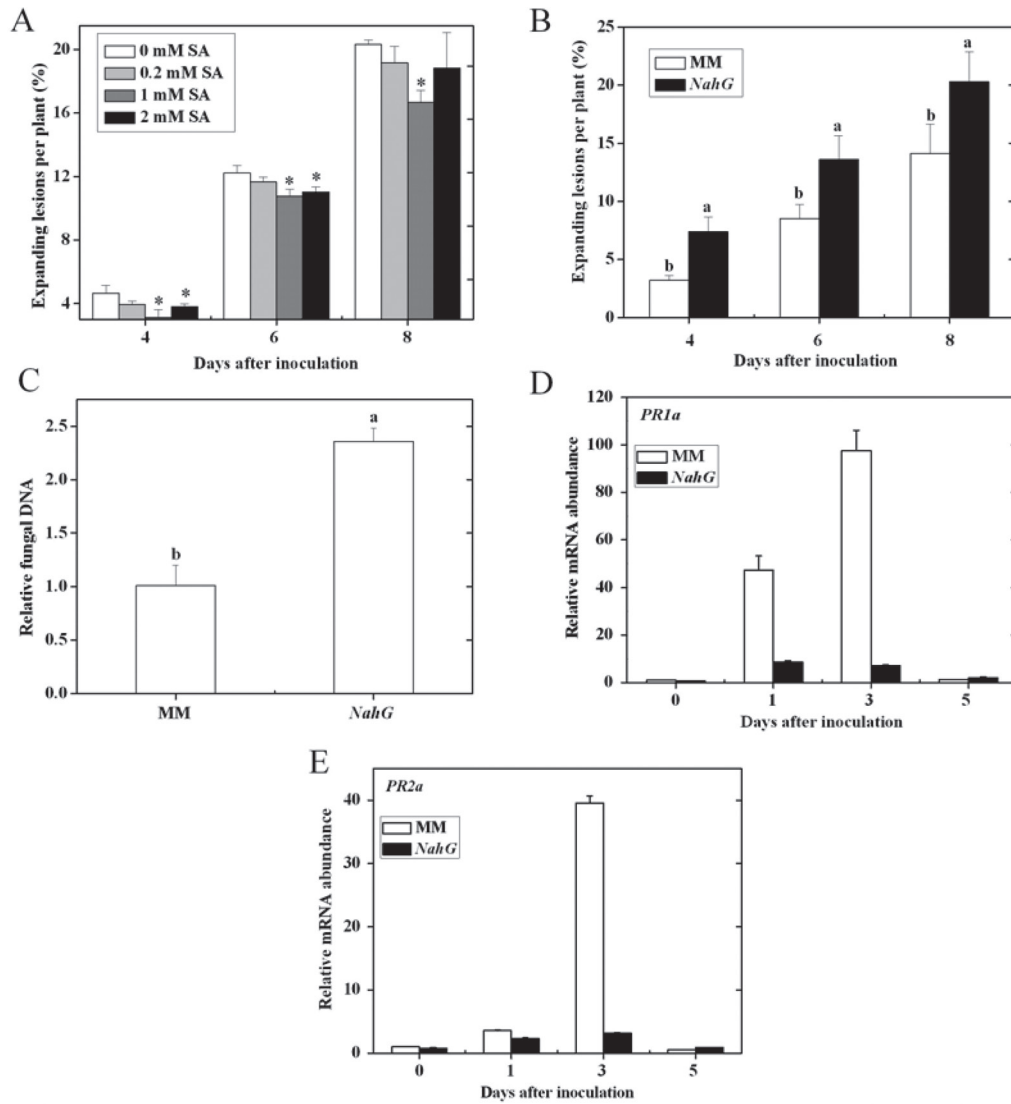 A
0 mM SA
0.2 mM SA
1 mM SA
2 mM SA
Expanding lesions per plant (%)
20
16
12
8
4
* *
* *
*
4 6 8
Days after inoculation
B
MM
NahG
Expanding lesions per plant (%)
25
20
15
10
5
0
b a b a b a
4 6 8
Days after inoculation
C
Relative fungal DNA
2.5
2.0
1.5
1.0
0.5
0.0
b a
MM NahG
D
PR1a
MM
NahG
Relative mRNA abundance
120
100
80
60
40
20
0
0 1 3 5
Days after inoculation
E
PR2a
MM
NahG
Relative mRNA abundance
40
30
20
10
0
0 1 3 5
Days after inoculation